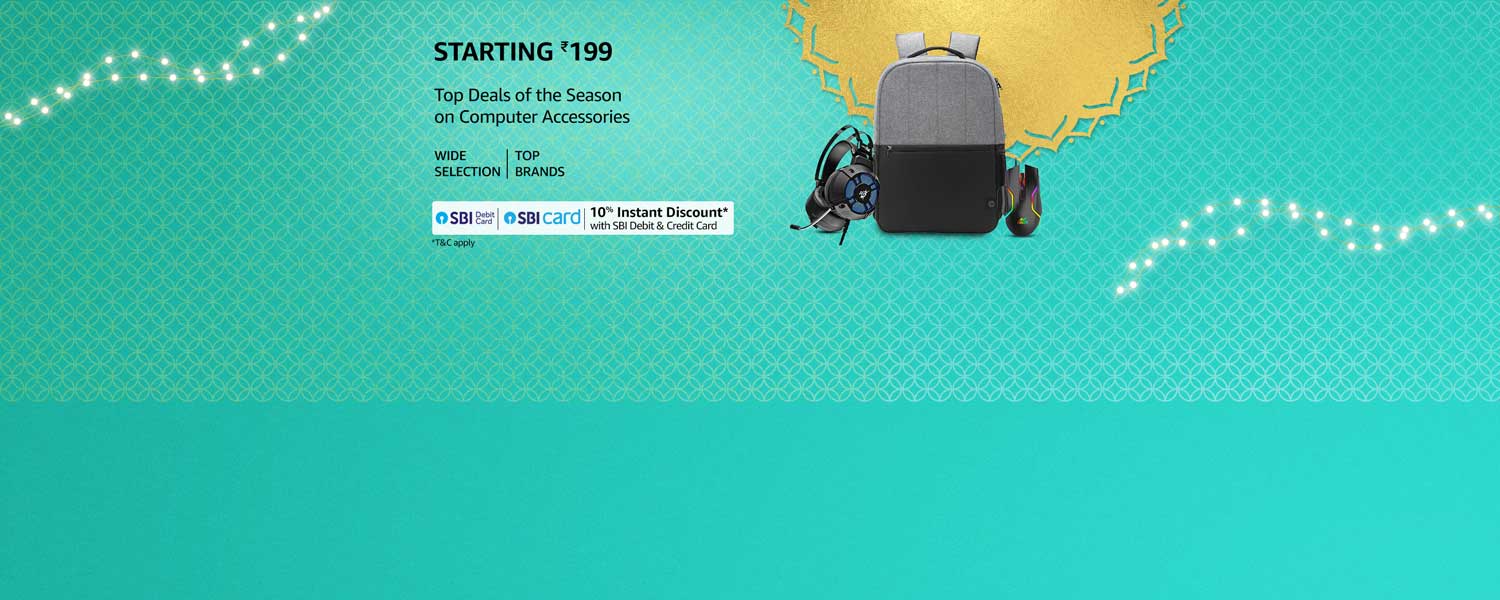 STARTING ₹199
Top Deals of the Season
on Computer Accessories
WIDE SELECTION | TOP BRANDS
SBI Debit Card | SBI card | 10% Instant Discount*
with SBI Debit & Credit Card
*T&C apply